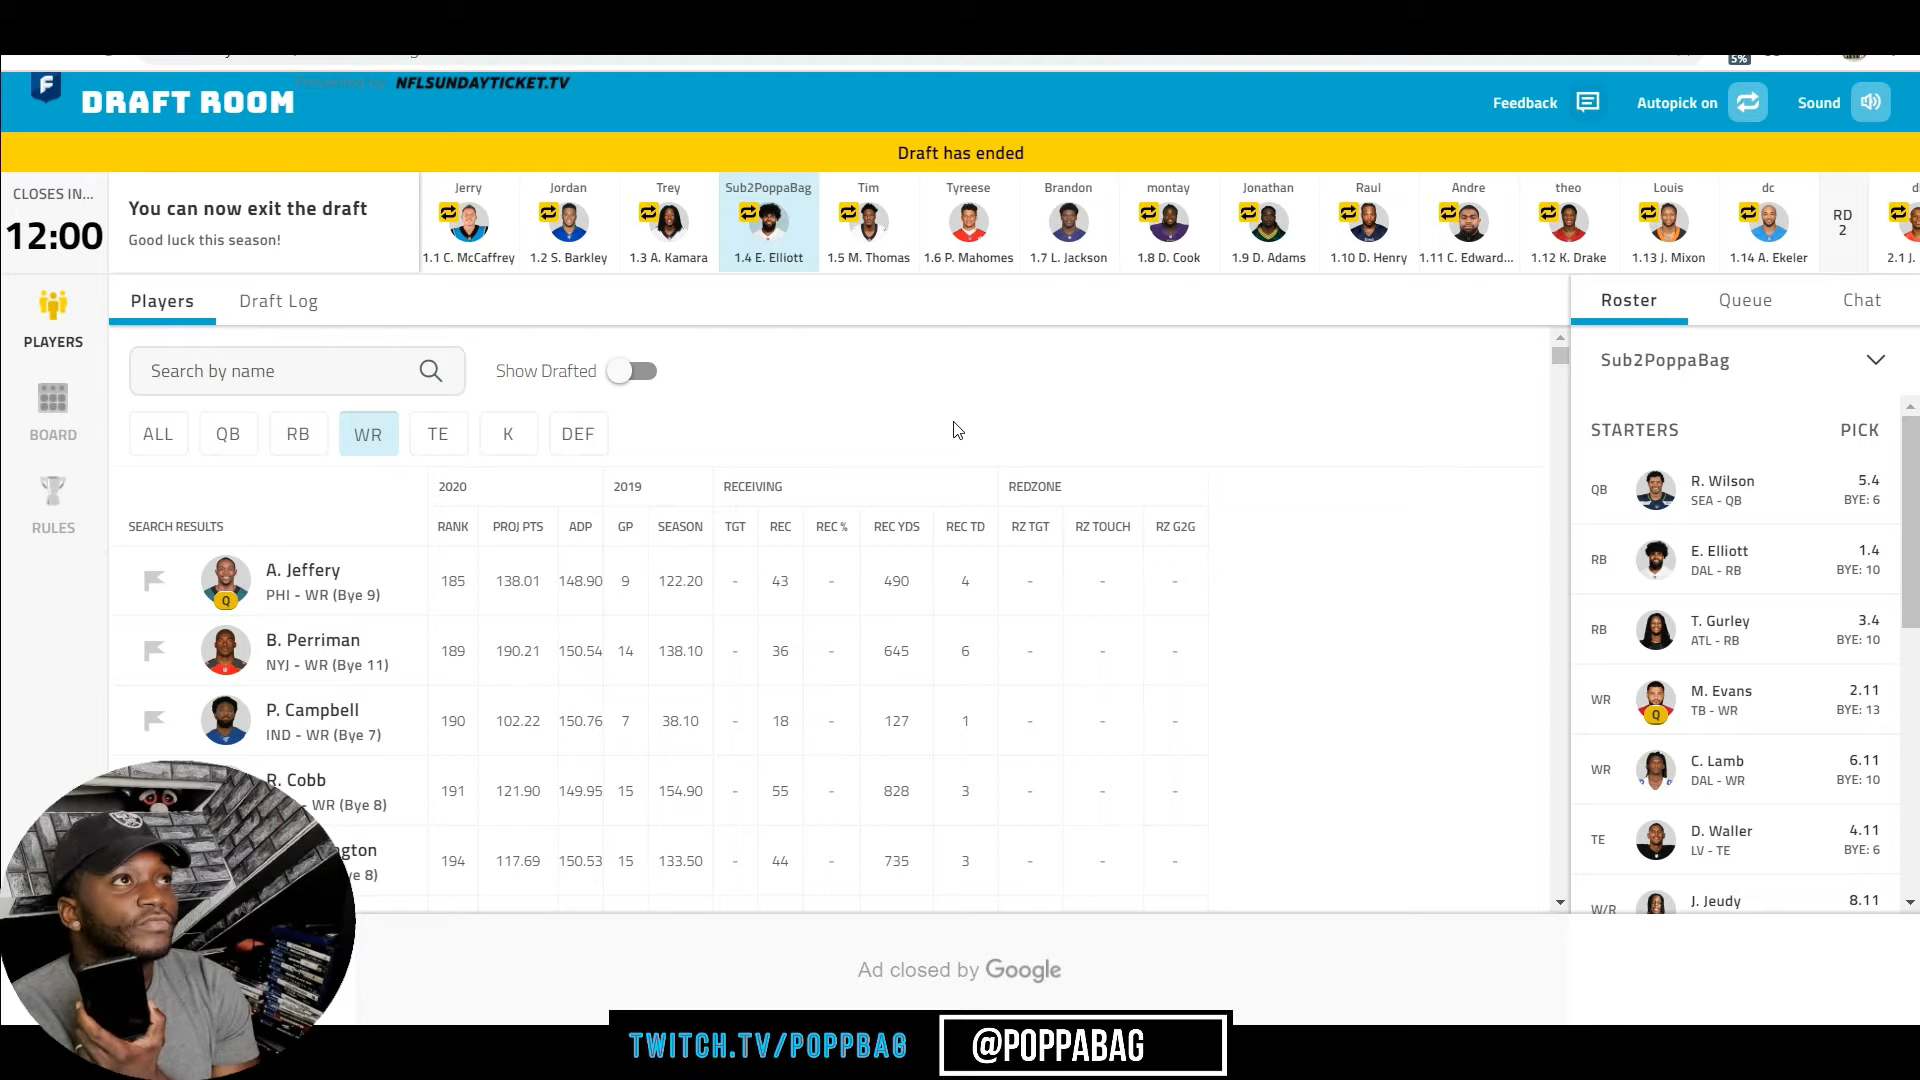 5%
F
DRAFT ROOM
Presented by NFLSUNDAYTICKET.TV
Feedback
Autopick on
Sound
Draft has ended
CLOSES IN...
12:00
You can now exit the draft
Good luck this season!
Jerry
1.1 C. McCaffrey
Jordan
1.2 S. Barkley
Trey
1.3 A. Kamara
Sub2PoppaBag
1.4 E. Elliott
Tim
1.5 M. Thomas
Tyreese
1.6 P. Mahomes
Brandon
1.7 L. Jackson
montay
1.8 D. Cook
Jonathan
1.9 D. Adams
Raul
1.10 D. Henry
Andre
1.11 C. Edward...
theo
1.12 K. Drake
Louis
1.13 J. Mixon
dc
1.14 A. Ekeler
RD
2
d
2.1 J.
PLAYERS
BOARD
RULES
Players
Draft Log
Search by name
Show Drafted
ALL QB RB WR TE K DEF
2020 2019 RECEIVING REDZONE
SEARCH RESULTS RANK PROJ PTS ADP GP SEASON TGT REC REC % REC YDS REC TD RZ TGT RZ TOUCH RZ G2G
A. Jeffery
PHI - WR (Bye 9)
Q
185 138.01 148.90 9 122.20 - 43 - 490 4 - - -
B. Perriman
NYJ - WR (Bye 11)
189 190.21 150.54 14 138.10 - 36 - 645 6 - - -
P. Campbell
IND - WR (Bye 7)
190 102.22 150.76 7 38.10 - 18 - 127 1 - - -
R. Cobb
- WR (Bye 8)
191 121.90 149.95 15 154.90 - 55 - 828 3 - - -
ngton
e 8)
194 117.69 150.53 15 133.50 - 44 - 735 3 - - -
Roster
Queue
Chat
Sub2PoppaBag
STARTERS PICK
QB R. Wilson 5.4
SEA - QB BYE: 6
RB E. Elliott 1.4
DAL - RB BYE: 10
RB T. Gurley 3.4
ATL - RB BYE: 10
WR M. Evans 2.11
Q TB - WR BYE: 13
WR C. Lamb 6.11
DAL - WR BYE: 10
TE D. Waller 4.11
LV - TE BYE: 6
W/R J. Jeudy 8.11
Ad closed by Google
TWITCH.TV/POPPBAG
@POPPABAG